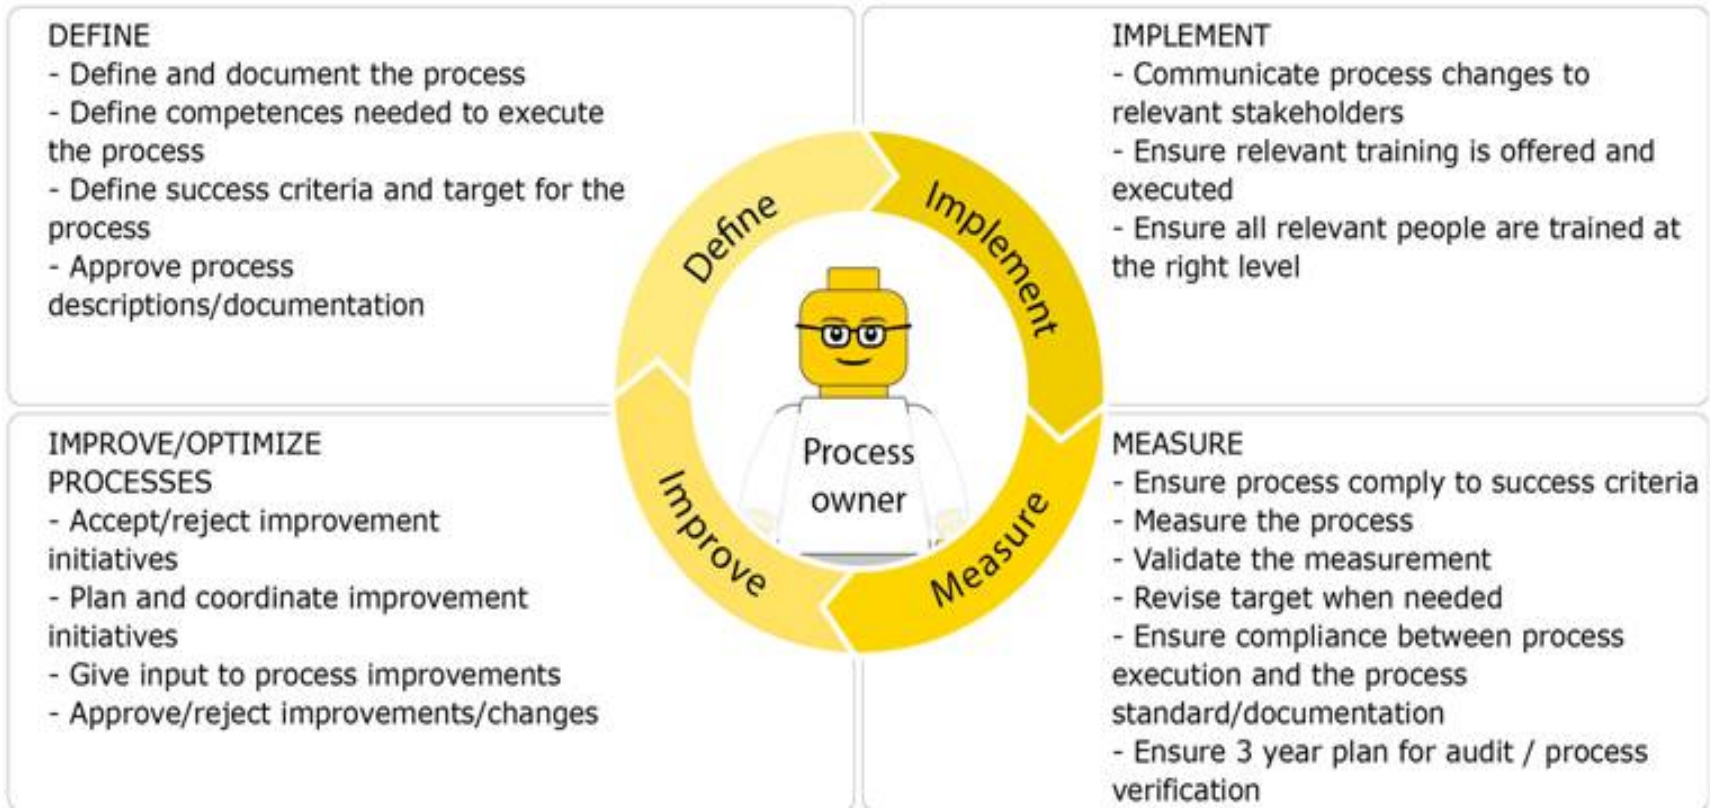 DEFINE
- Define and document the process
- Define competences needed to execute
the process
- Define success criteria and target for the
process
- Approve process
descriptions/documentation
IMPLEMENT
- Communicate process changes to
relevant stakeholders
- Ensure relevant training is offered and
executed
- Ensure all relevant people are trained at
the right level
Define
Implement
Measure
Improve
Process
owner
IMPROVE/OPTIMIZE
PROCESSES
- Accept/reject improvement
initiatives
- Plan and coordinate improvement
initiatives
- Give input to process improvements
- Approve/reject improvements/changes
MEASURE
- Ensure process comply to success criteria
- Measure the process
- Validate the measurement
- Revise target when needed
- Ensure compliance between process
execution and the process
standard/documentation
- Ensure 3 year plan for audit / process
verification